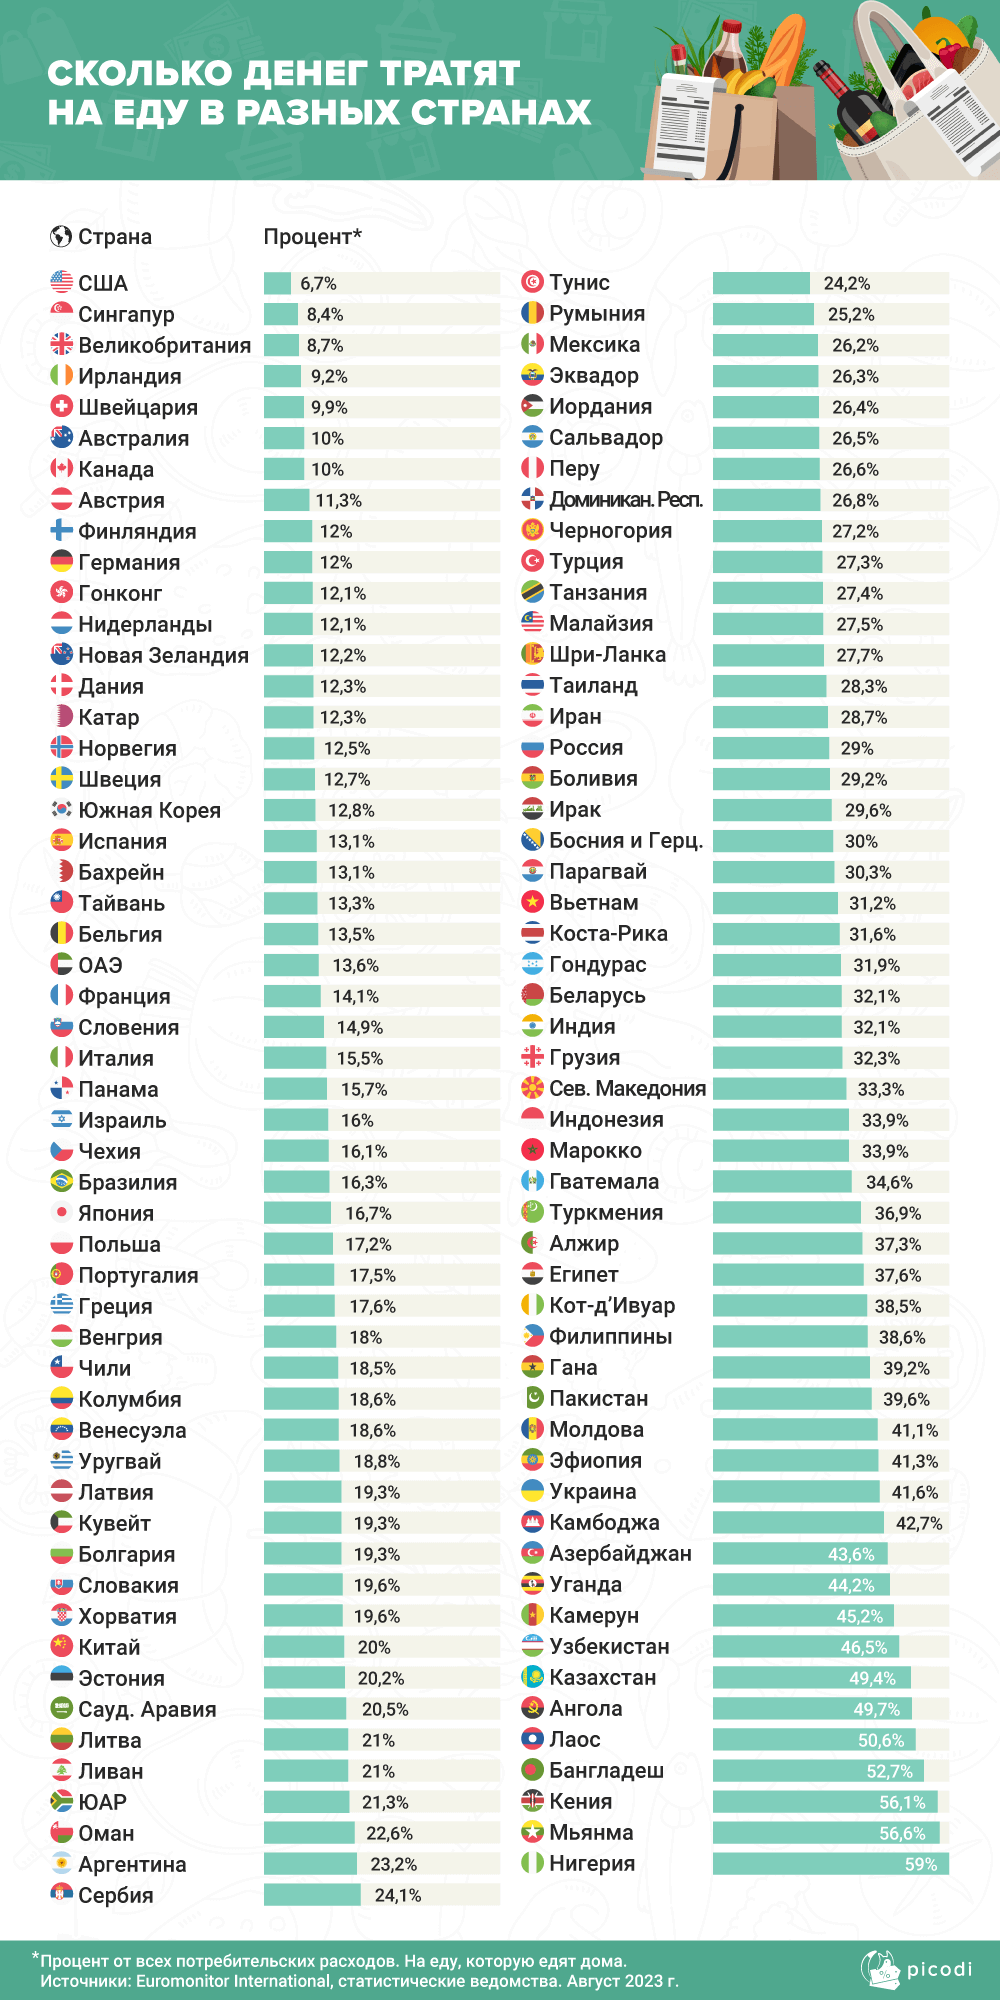 СКОЛЬКО ДЕНЕГ ТРАТЯТ
НА ЕДУ В РАЗНЫХ СТРАНАХ
Страна Процент*
США 6,7%
Сингапур 8,4%
Великобритания 8,7%
Ирландия 9,2%
Швейцария 9,9%
Австралия 10%
Канада 10%
Австрия 11,3%
Финляндия 12%
Германия 12%
Гонконг 12,1%
Нидерланды 12,1%
Новая Зеландия 12,2%
Дания 12,3%
Катар 12,3%
Норвегия 12,5%
Швеция 12,7%
Южная Корея 12,8%
Испания 13,1%
Бахрейн 13,1%
Тайвань 13,3%
Бельгия 13,5%
ОАЭ 13,6%
Франция 14,1%
Словения 14,9%
Италия 15,5%
Панама 15,7%
Израиль 16%
Чехия 16,1%
Бразилия 16,3%
Япония 16,7%
Польша 17,2%
Португалия 17,5%
Греция 17,6%
Венгрия 18%
Чили 18,5%
Колумбия 18,6%
Венесуэла 18,6%
Уругвай 18,8%
Латвия 19,3%
Кувейт 19,3%
Болгария 19,3%
Словакия 19,6%
Хорватия 19,6%
Китай 20%
Эстония 20,2%
Сауд. Аравия 20,5%
Литва 21%
Ливан 21%
ЮАР 21,3%
Оман 22,6%
Аргентина 23,2%
Сербия 24,1%
Тунис 24,2%
Румыния 25,2%
Мексика 26,2%
Эквадор 26,3%
Иордания 26,4%
Сальвадор 26,5%
Перу 26,6%
Доминикан. Респ. 26,8%
Черногория 27,2%
Турция 27,3%
Танзания 27,4%
Малайзия 27,5%
Шри-Ланка 27,7%
Таиланд 28,3%
Иран 28,7%
Россия 29%
Боливия 29,2%
Ирак 29,6%
Босния и Герц. 30%
Парагвай 30,3%
Вьетнам 31,2%
Коста-Рика 31,6%
Гондурас 31,9%
Беларусь 32,1%
Индия 32,1%
Грузия 32,3%
Сев. Македония 33,3%
Индонезия 33,9%
Марокко 33,9%
Гватемала 34,6%
Туркмения 36,9%
Алжир 37,3%
Египет 37,6%
Кот-д’Ивуар 38,5%
Филиппины 38,6%
Гана 39,2%
Пакистан 39,6%
Молдова 41,1%
Эфиопия 41,3%
Украина 41,6%
Камбоджа 42,7%
Азербайджан 43,6%
Уганда 44,2%
Камерун 45,2%
Узбекистан 46,5%
Казахстан 49,4%
Ангола 49,7%
Лаос 50,6%
Бангладеш 52,7%
Кения 56,1%
Мьянма 56,6%
Нигерия 59%
*Процент от всех потребительских расходов. На еду, которую едят дома.
Источники: Euromonitor International, статистические ведомства. Август 2023 г.
picodi